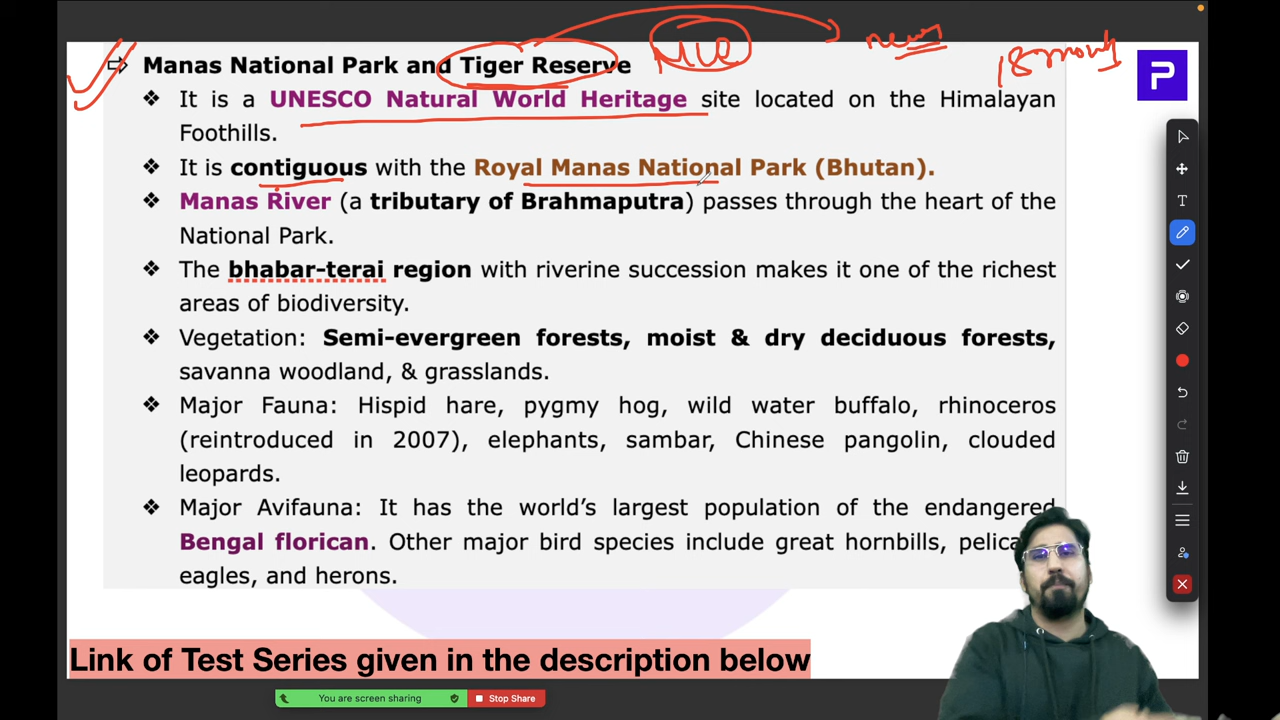 MUQ
news
18 months
⇨ Manas National Park and Tiger Reserve
P
❖ It is a UNESCO Natural World Heritage site located on the Himalayan
Foothills.
❖ It is contiguous with the Royal Manas National Park (Bhutan).
❖ Manas River (a tributary of Brahmaputra) passes through the heart of the
National Park.
❖ The bhabar-terai region with riverine succession makes it one of the richest
areas of biodiversity.
❖ Vegetation: Semi-evergreen forests, moist & dry deciduous forests,
savanna woodland, & grasslands.
❖ Major Fauna: Hispid hare, pygmy hog, wild water buffalo, rhinoceros
(reintroduced in 2007), elephants, sambar, Chinese pangolin, clouded
leopards.
❖ Major Avifauna: It has the world’s largest population of the endangered
Bengal florican. Other major bird species include great hornbills,
eagles, and herons.
Link of Test Series given in the description below
You are screen sharing
Stop Share